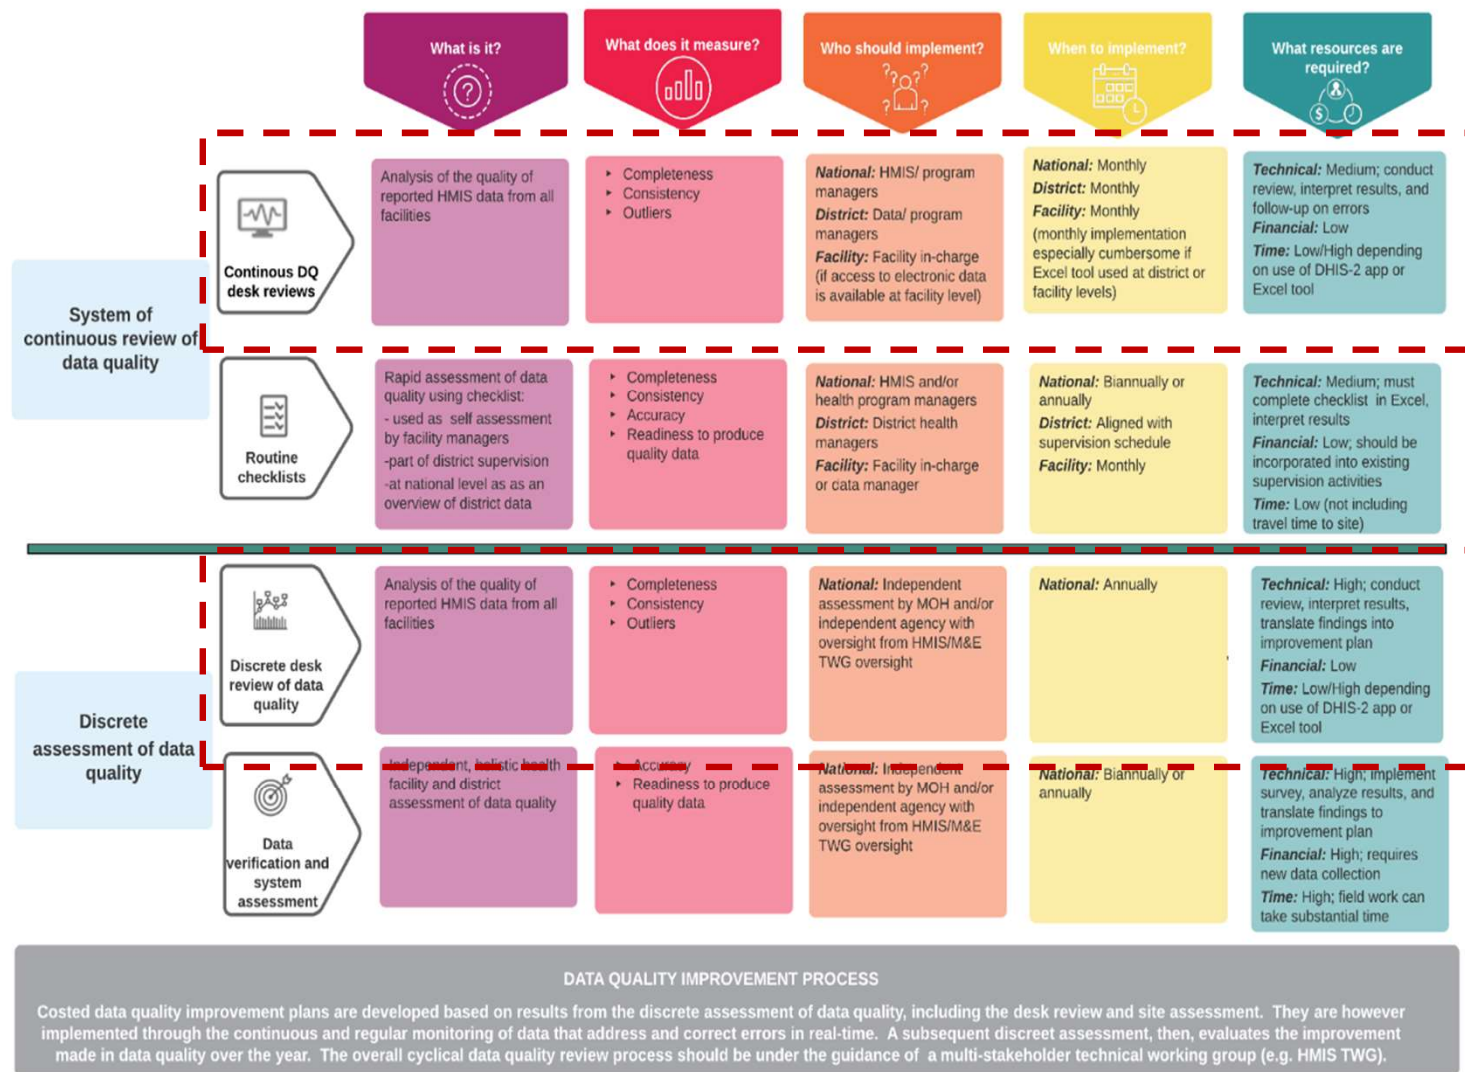 What is it?
What does it measure?
Who should implement?
When to implement?
What resources are
required?
System of
continuous review of
data quality
Continous DQ
desk reviews
Analysis of the quality of
reported HMIS data from all
facilities
‣ Completeness
‣ Consistency
‣ Outliers
National: HMIS/ program
managers
District: Data/ program
managers
Facility: Facility in-charge
(if access to electronic data
is available at facility level)
National: Monthly
District: Monthly
Facility: Monthly
(monthly implementation
especially cumbersome if
Excel tool used at district or
facility levels)
Technical: Medium; conduct
review, interpret results, and
follow-up on errors
Financial: Low
Time: Low/High depending
on use of DHIS-2 app or
Excel tool
Routine
checklists
Rapid assessment of data
quality using checklist:
- used as self assessment
by facility managers
-part of district supervision
-at national level as as an
overview of district data
‣ Completeness
‣ Consistency
‣ Accuracy
‣ Readiness to produce
quality data
National: HMIS and/or
health program managers
District: District health
managers
Facility: Facility in-charge
or data manager
National: Biannually or
annually
District: Aligned with
supervision schedule
Facility: Monthly
Technical: Medium; must
complete checklist in Excel,
interpret results
Financial: Low; should be
incorporated into existing
supervision activities
Time: Low (not including
travel time to site)
Discrete
assessment of data
quality
Discrete desk
review of data
quality
Analysis of the quality of
reported HMIS data from all
facilities
‣ Completeness
‣ Consistency
‣ Outliers
National: Independent
assessment by MOH and/or
independent agency with
oversight from HMIS/M&E
TWG oversight
National: Annually
Technical: High; conduct
review, interpret results,
translate findings into
improvement plan
Financial: Low
Time: Low/High depending
on use of DHIS-2 app or
Excel tool
Data
verification and
system
assessment
Independent, holistic health
facility and district
assessment of data quality
‣ Accuracy
‣ Readiness to produce
quality data
National: Independent
assessment by MOH and/or
independent agency with
oversight from HMIS/M&E
TWG oversight
National: Biannually or
annually
Technical: High; implement
survey, analyze results, and
translate findings to
improvement plan
Financial: High; requires
new data collection
Time: High; field work can
take substantial time
DATA QUALITY IMPROVEMENT PROCESS
Costed data quality improvement plans are developed based on results from the discrete assessment of data quality, including the desk review and site assessment. They are however
implemented through the continuous and regular monitoring of data that address and correct errors in real-time. A subsequent discreet assessment, then, evaluates the improvement
made in data quality over the year. The overall cyclical data quality review process should be under the guidance of a multi-stakeholder technical working group (e.g. HMIS TWG).